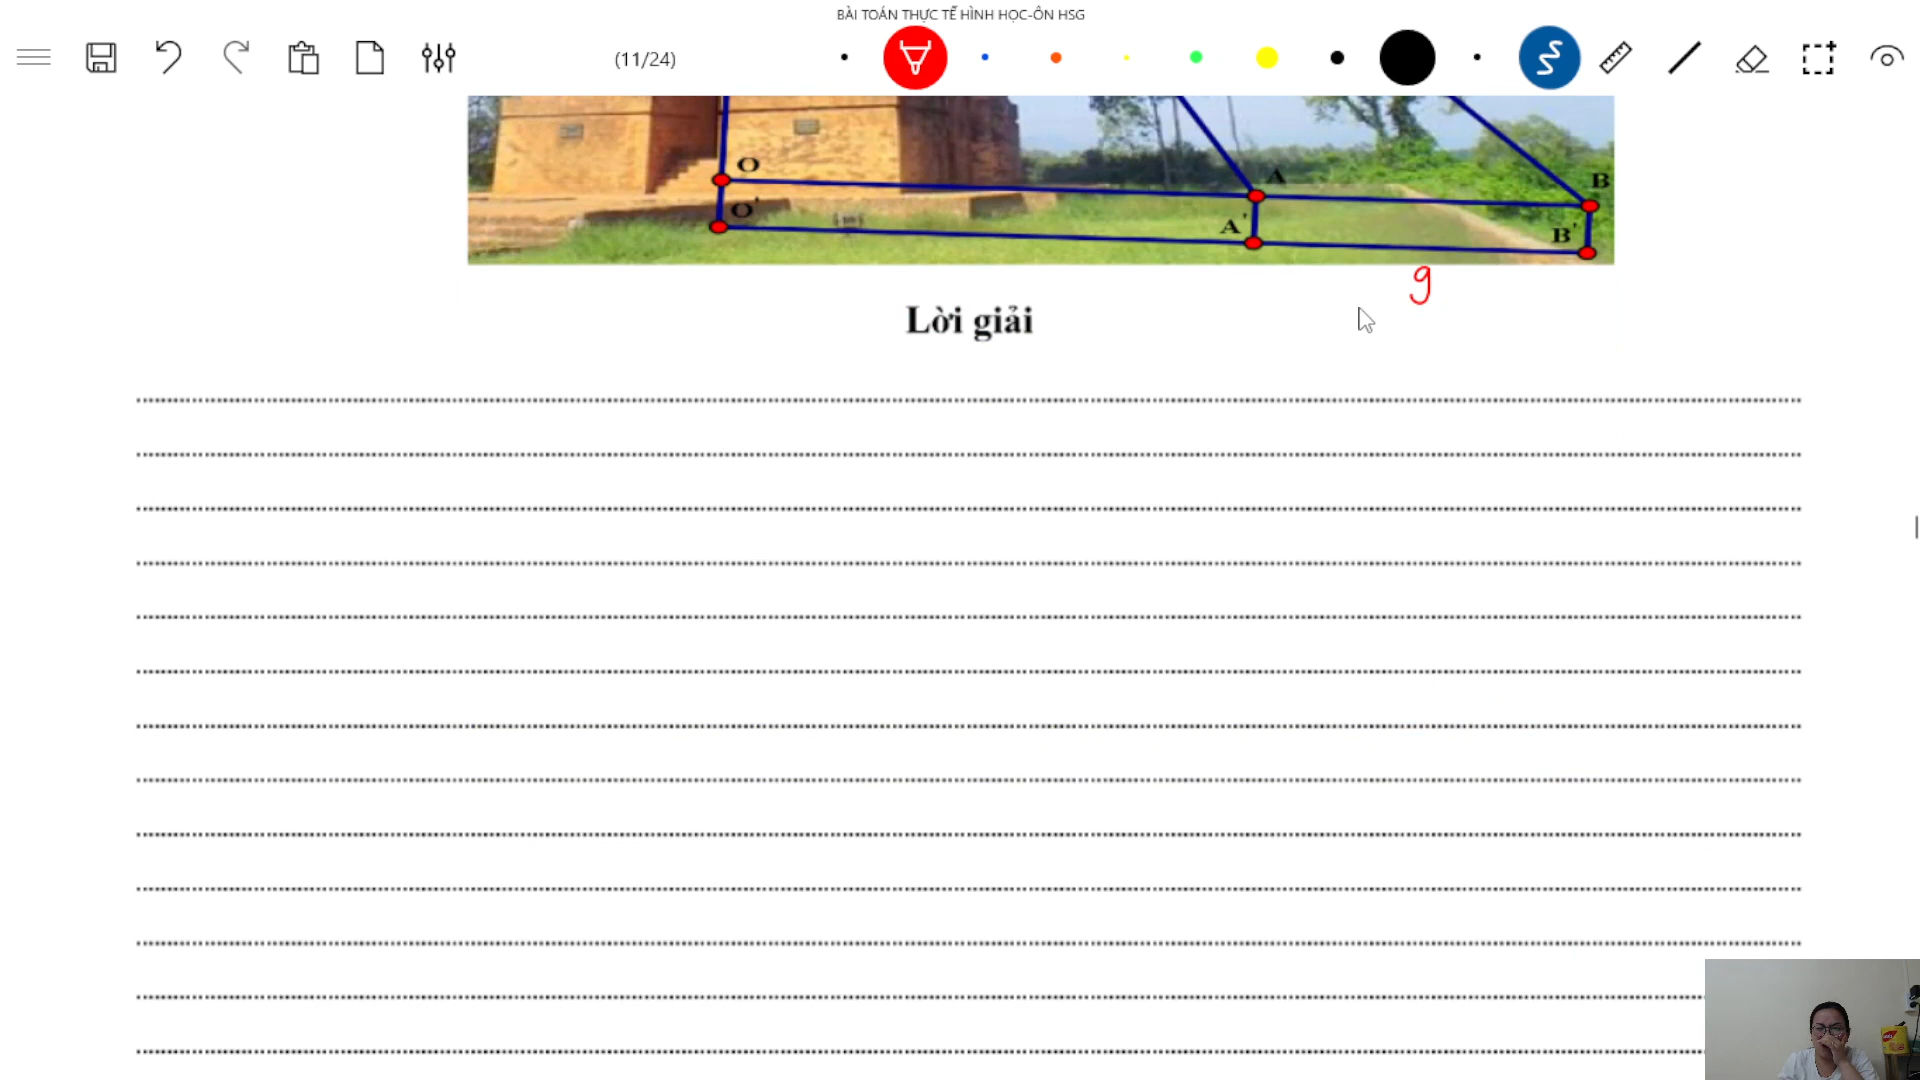 BÀI TOÁN THỰC TẾ HÌNH HỌC-ÔN HSG
(11/24)
O
A
B
O'
A'
B'
9
Lời giải